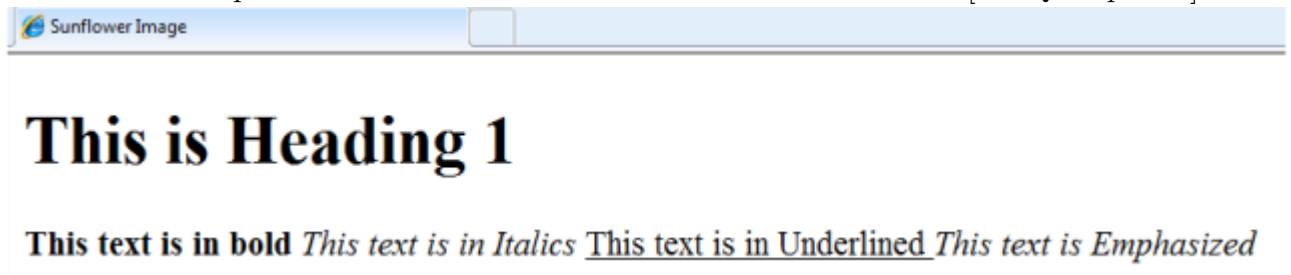 Sunflower Image
This is Heading 1
This text is in bold This text is in Italics This text is in Underlined This text is Emphasized